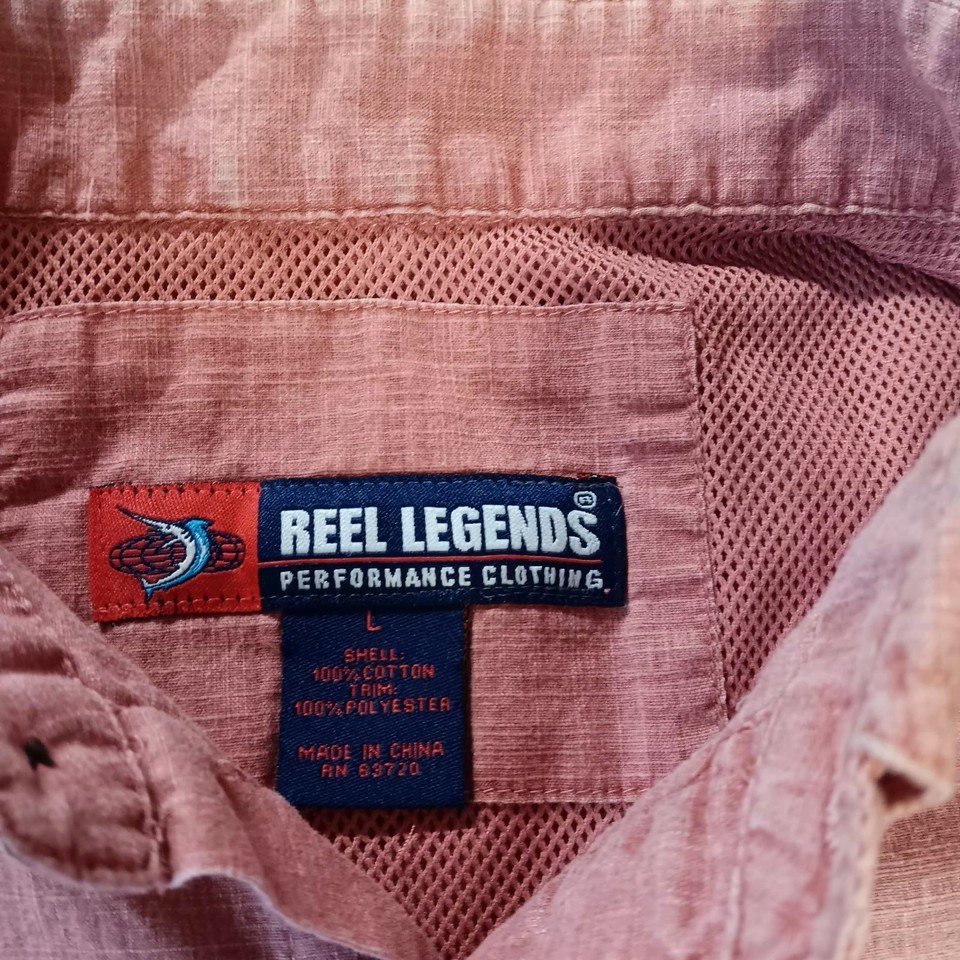 REEL LEGENDS®
PERFORMANCE CLOTHING
L
SHELL:
100% COTTON
TRIM:
100% POLYESTER
MADE IN CHINA
RN 63720